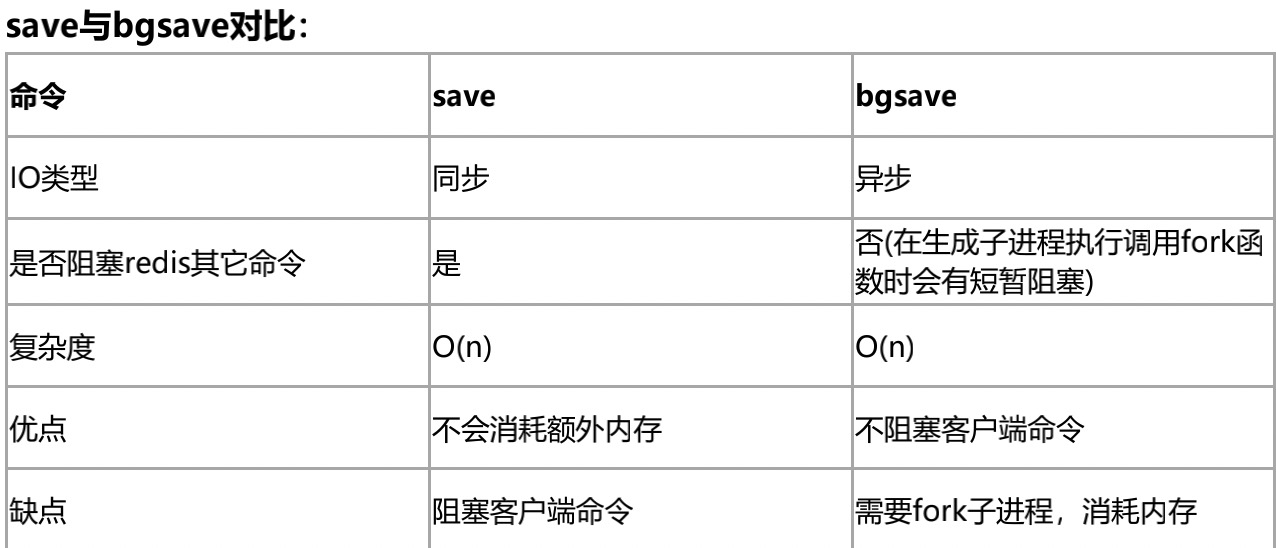 save与bgsave对比：
命令 save bgsave
IO类型 同步 异步
是否阻塞redis其它命令 是 否(在生成子进程执行调用fork函
数时会有短暂阻塞)
复杂度 O(n) O(n)
优点 不会消耗额外内存 不阻塞客户端命令
缺点 阻塞客户端命令 需要fork子进程，消耗内存